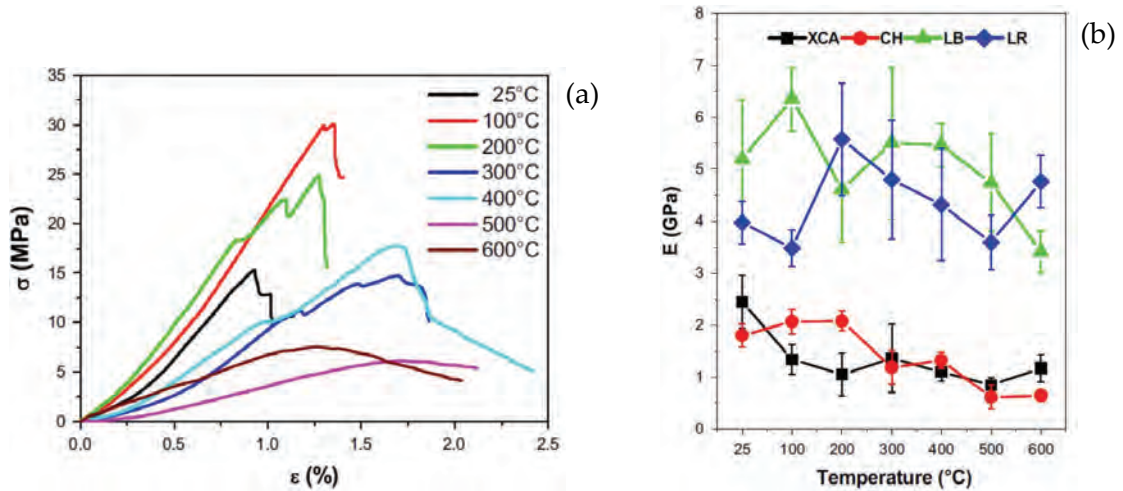 (a)
35
30
25
20
15
10
5
0
σ (MPa)
25°C
100°C
200°C
300°C
400°C
500°C
600°C
0.0 0.5 1.0 1.5 2.0 2.5
ε (%)
(b)
XCA CH LB LR
8
7
6
5
4
3
2
1
0
E (GPa)
25 100 200 300 400 500 600
Temperature (°C)